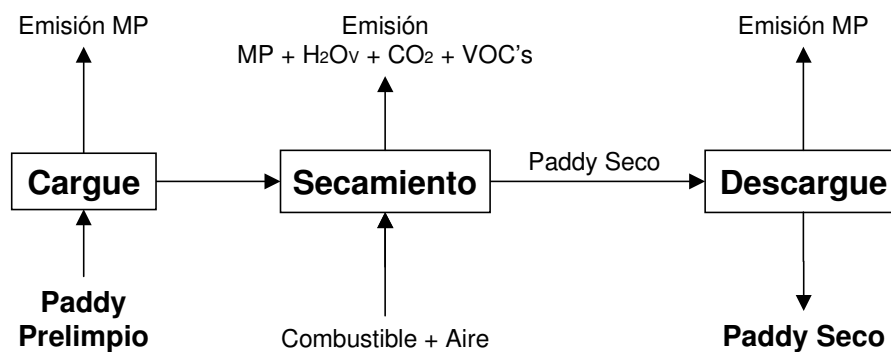 Emisión MP
Emisión
MP + H2Ov + CO2 + VOC's
Emisión MP
Cargue
Secamiento
Paddy Seco
Descargue
Paddy
Prelimpio
Combustible + Aire
Paddy Seco